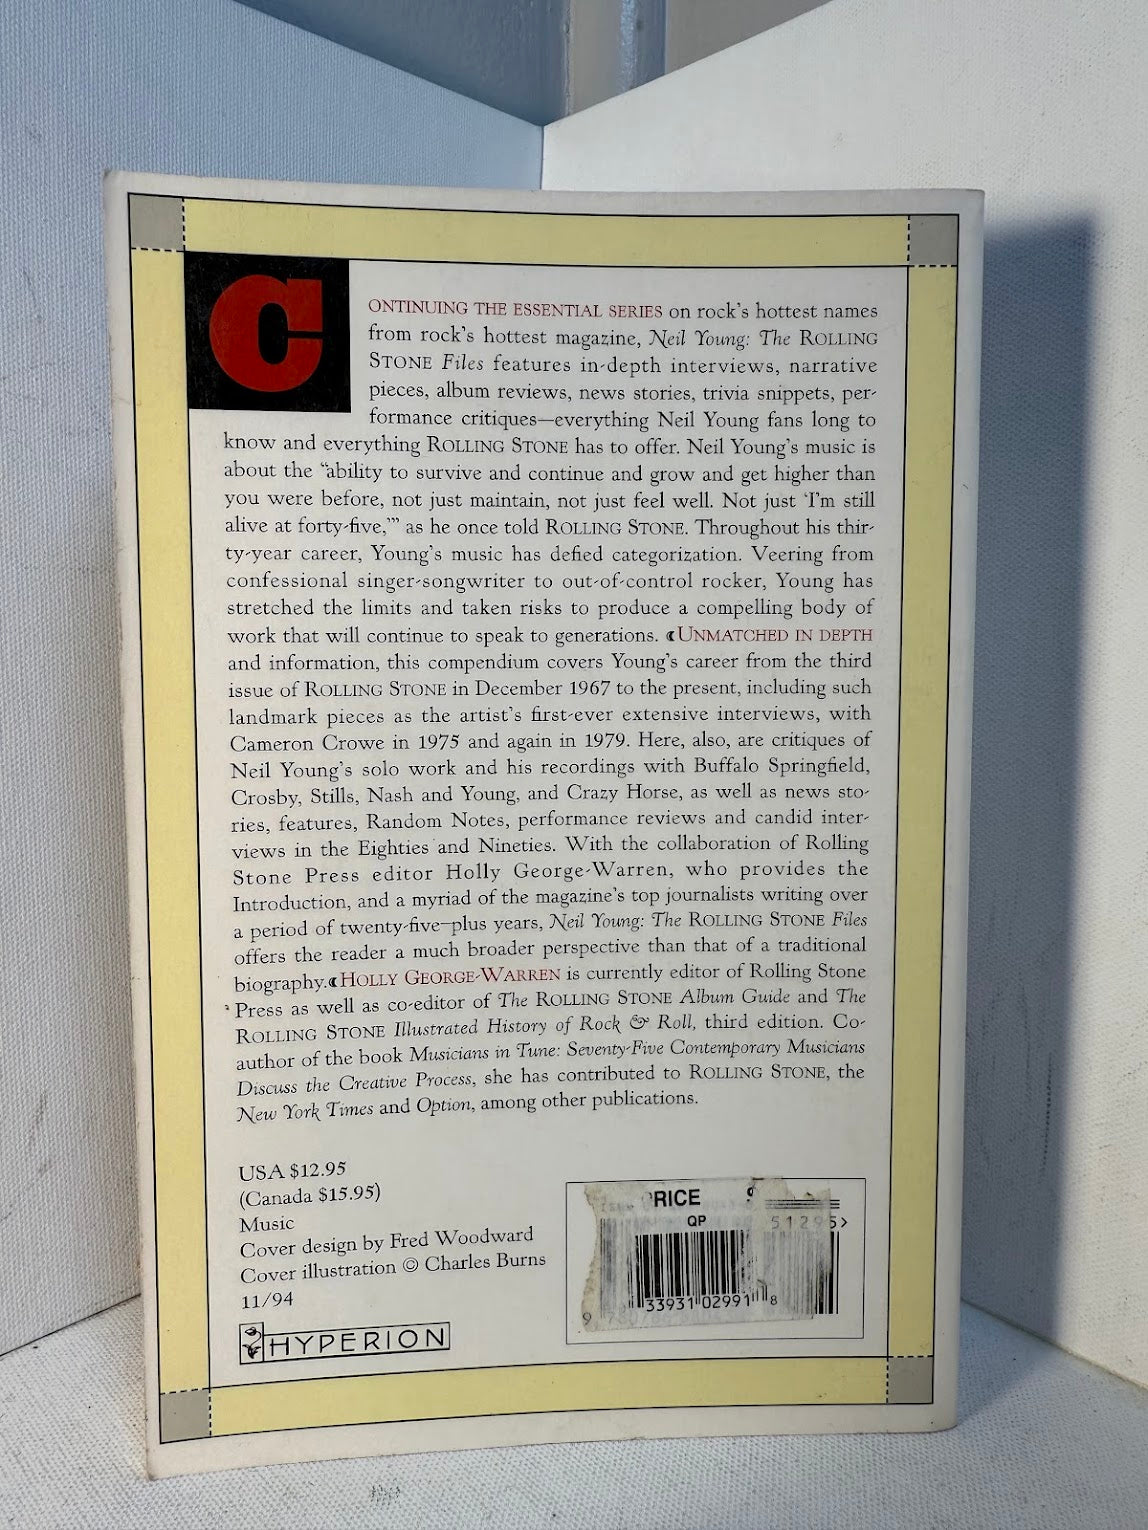 CONTINUING THE ESSENTIAL SERIES on rock's hottest names
from rock's hottest magazine, Neil Young: The ROLLING
STONE Files features in-depth interviews, narrative
pieces, album reviews, news stories, trivia snippets, per-
formance critiques—everything Neil Young fans long to
know and everything ROLLING STONE has to offer. Neil Young's music is
about the "ability to survive and continue and grow and get higher than
you were before, not just maintain, not just feel well. Not just 'I'm still
alive at forty-five,'" as he once told ROLLING STONE. Throughout his thir-
ty-year career, Young's music has defied categorization. Veering from
confessional singer-songwriter to out-of-control rocker, Young has
stretched the limits and taken risks to produce a compelling body of
work that will continue to speak to generations. UNMATCHED IN DEPTH
and information, this compendium covers Young's career from the third
issue of ROLLING STONE in December 1967 to the present, including such
landmark pieces as the artist's first-ever extensive interviews, with
Cameron Crowe in 1975 and again in 1979. Here, also, are critiques of
Neil Young's solo work and his recordings with Buffalo Springfield,
Crosby, Stills, Nash and Young, and Crazy Horse, as well as news sto-
ries, features, Random Notes, performance reviews and candid inter-
views in the Eighties and Nineties. With the collaboration of Rolling
Stone Press editor Holly George-Warren, who provides the
Introduction, and a myriad of the magazine's top journalists writing over
a period of twenty-five–plus years, Neil Young: The ROLLING STONE Files
offers the reader a much broader perspective than that of a traditional
biography. HOLLY GEORGE-WARREN is currently editor of Rolling Stone
Press as well as co-editor of The ROLLING STONE Album Guide and The
ROLLING STONE Illustrated History of Rock & Roll, third edition. Co-
author of the book Musicians in Tune: Seventy-Five Contemporary Musicians
Discuss the Creative Process, she has contributed to ROLLING STONE, the
New York Times and Option, among other publications.
USA $12.95
(Canada $15.95)
Music
Cover design by Fred Woodward
Cover illustration © Charles Burns
11/94
HYPERION
PRICE
QP
51295>
33931 02991 8